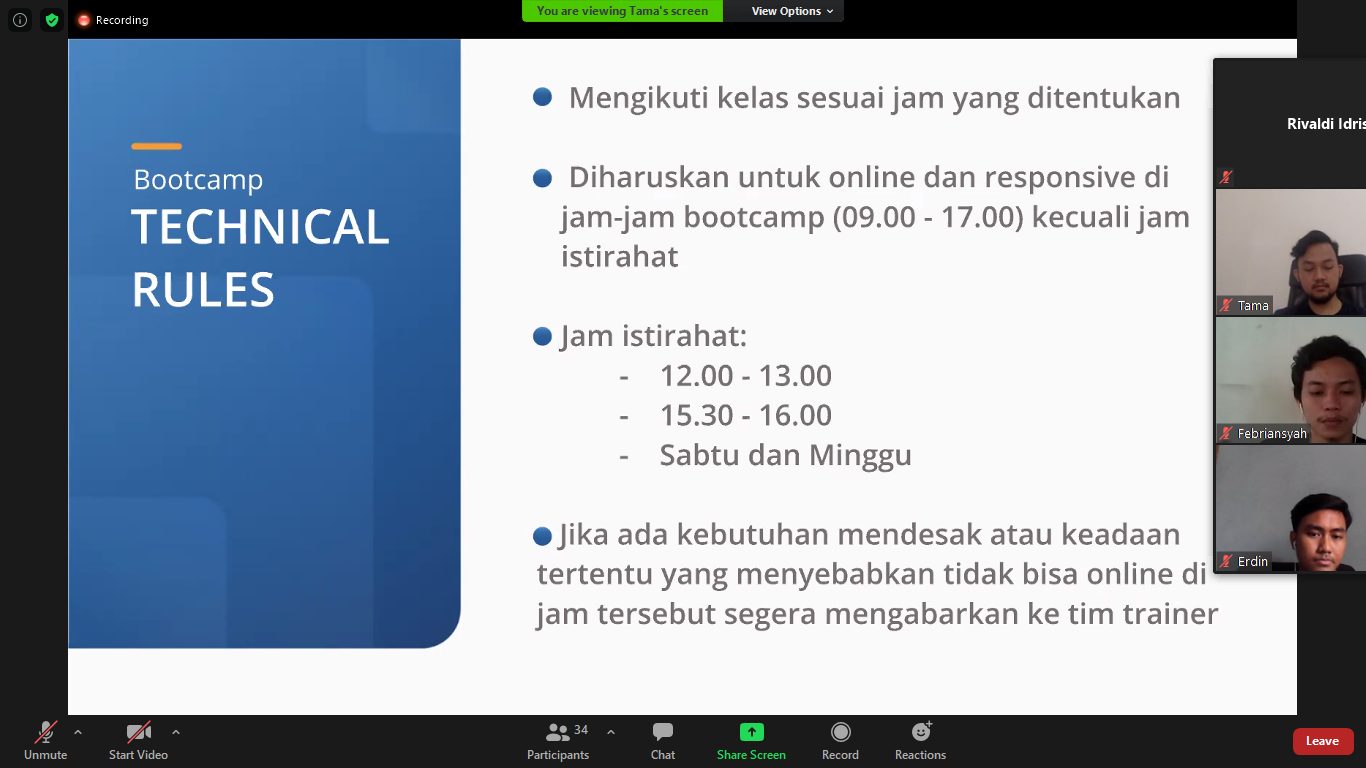 Recording
You are viewing Tama's screen
View Options
Bootcamp
TECHNICAL
RULES
Mengikuti kelas sesuai jam yang ditentukan
Diharuskan untuk online dan responsive di
jam-jam bootcamp (09.00 - 17.00) kecuali jam
istirahat
Jam istirahat:
- 12.00 - 13.00
- 15.30 - 16.00
- Sabtu dan Minggu
Jika ada kebutuhan mendesak atau keadaan
tertentu yang menyebabkan tidak bisa online di
jam tersebut segera mengabarkan ke tim trainer
Rivaldi Idris
Tama
Febriansyah
Erdin
Unmute
Start Video
Participants
34
Chat
Share Screen
Record
Reactions
Leave